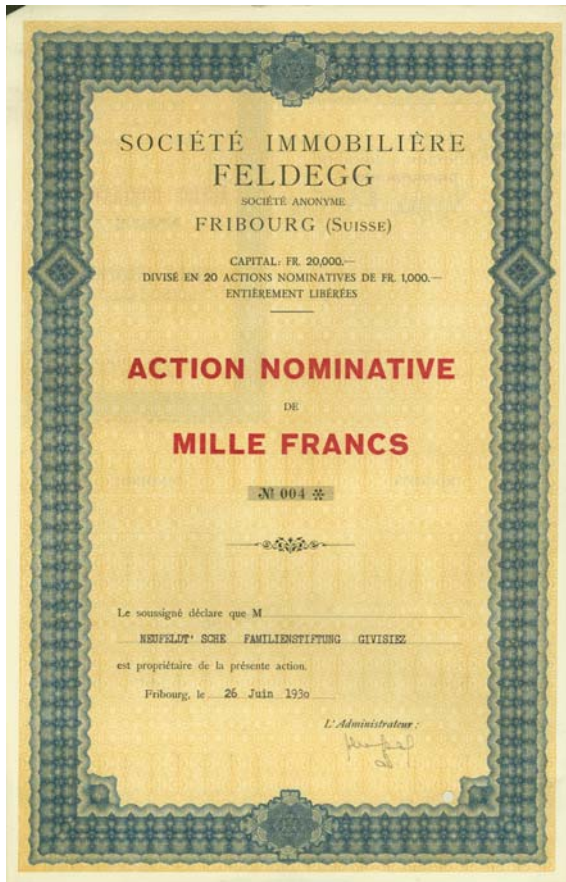 SOCIÉTÉ IMMOBILIÈRE
FELDEGG
SOCIÉTÉ ANONYME
FRIBOURG (SUISSE)
CAPITAL: FR. 20,000.—
DIVISÉ EN 20 ACTIONS NOMINATIVES DE FR. 1,000.—
ENTIÈREMENT LIBÉRÉES
ACTION NOMINATIVE
DE
MILLE FRANCS
№ 004 ❊
Le soussigné déclare que M
NEUFELDT' SCHE FAMILIENSTIFTUNG GIVISIEZ
est propriétaire de la présente action.
Fribourg, le 26 Juin 1930
L'Administrateur :